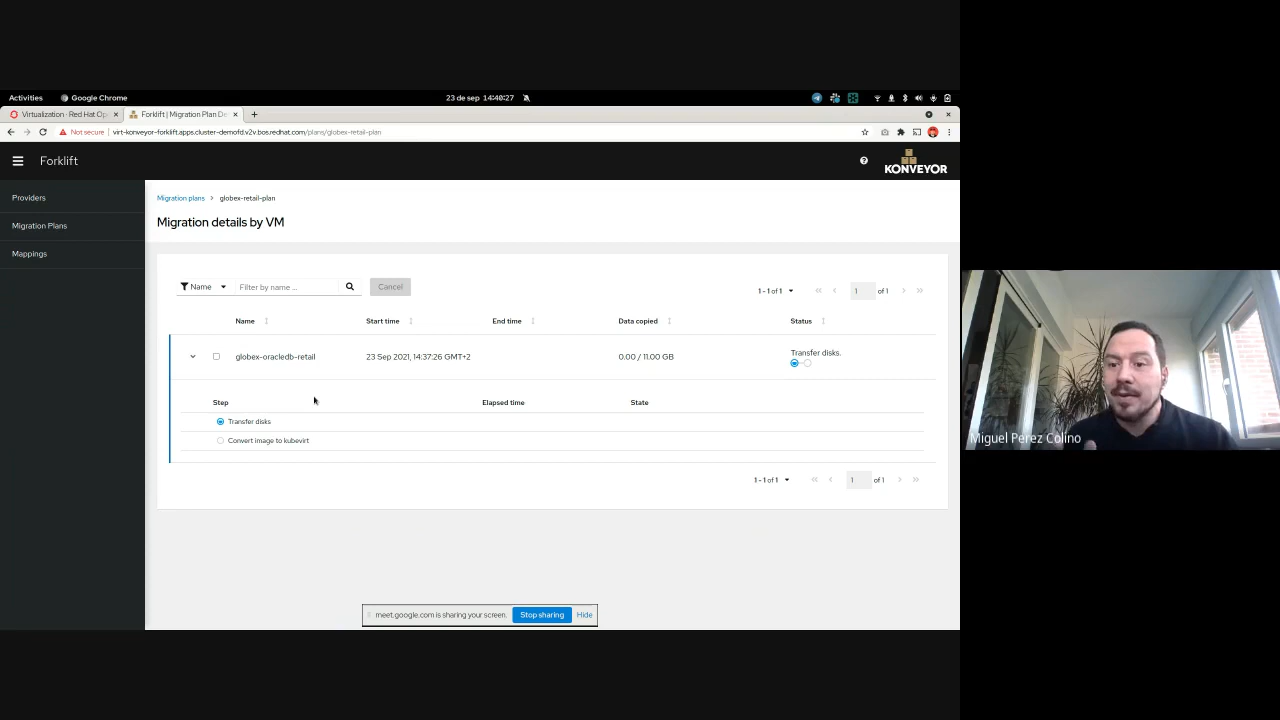 Activities Google Chrome 23 de sep 14:40:27
Virtualization · Red Hat Op Forklift | Migration Plan De
Not secure virt-konveyor-forklift.apps.cluster-demofd.v2v.bos.redhat.com/plans/globex-retail-plan
Forklift KONVEYOR
Providers
Migration Plans
Mappings
Migration plans > globex-retail-plan
Migration details by VM
Name Filter by name ... Cancel 1 - 1 of 1 1 of 1
Name Start time End time Data copied Status
globex-oracledb-retail 23 Sep 2021, 14:37:26 GMT+2 0.00 / 11.00 GB Transfer disks.
Step Elapsed time State
Transfer disks
Convert image to kubevirt
1 - 1 of 1 1 of 1
meet.google.com is sharing your screen. Stop sharing Hide
Miguel Perez Colino